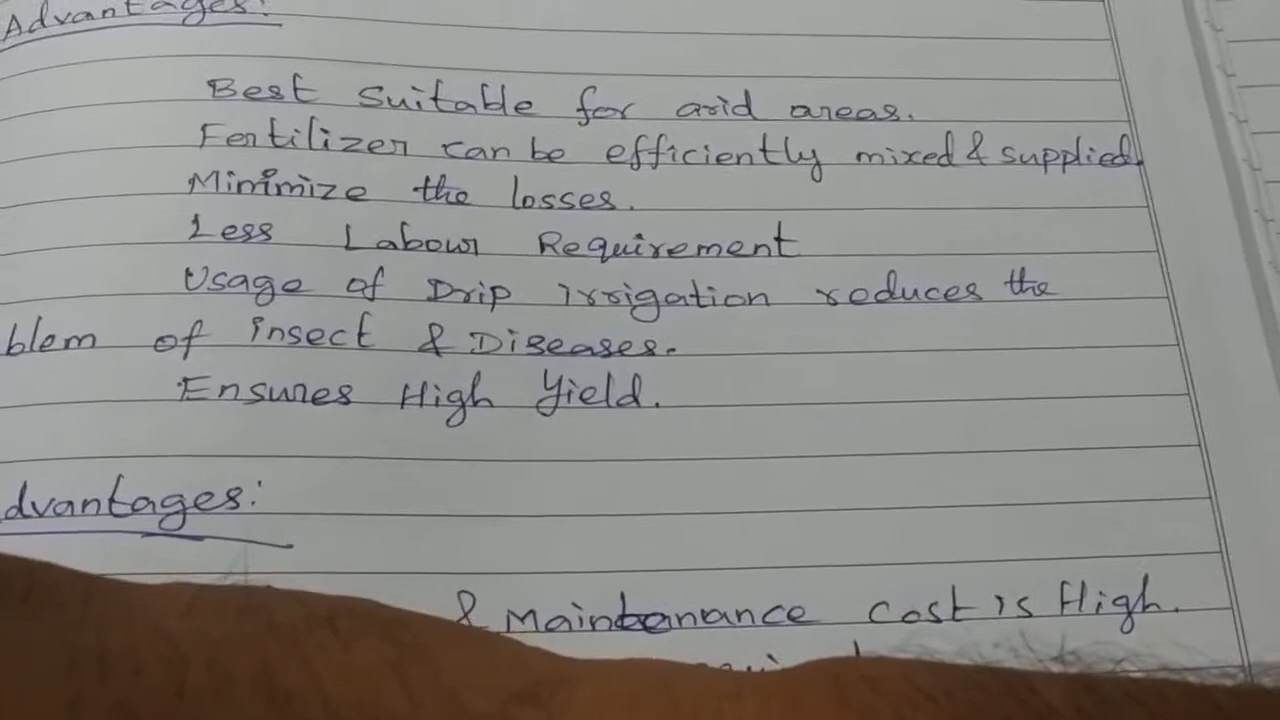 Advantages:
Best suitable for arid areas.
Fertilizer can be efficiently mixed & supplied.
Minimize the losses.
Less Labour Requirement
Usage of Drip irrigation reduces the
blem of insect & Diseases.
Ensures High Yield.
dvantages:
& Maintenance cost is High.